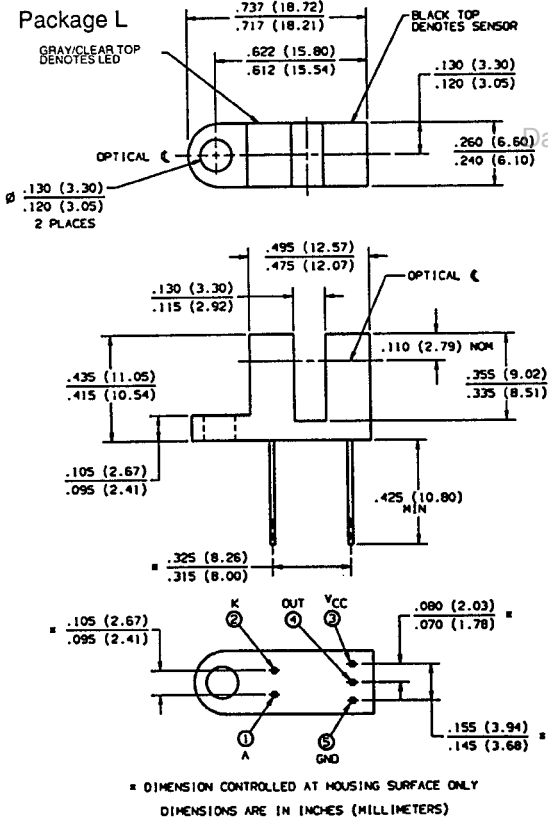 Package L
.737 (18.72)
.717 (18.21)
BLACK TOP
DENOTES SENSOR
GRAY/CLEAR TOP
DENOTES LED
.622 (15.80)
.612 (15.54)
.130 (3.30)
.120 (3.05)
OPTICAL ℄
.260 (6.60)
.240 (6.10)
Ø .130 (3.30)
.120 (3.05)
2 PLACES
.495 (12.57)
.475 (12.07)
OPTICAL ℄
.130 (3.30)
.115 (2.92)
.110 (2.79) NOM
.435 (11.05)
.415 (10.54)
.355 (9.02)
.335 (8.51)
.105 (2.67)
.095 (2.41)
.425 (10.80)
MIN
* .325 (8.26)
.315 (8.00)
K
②
OUT
④
VCC
③
.080 (2.03) *
.070 (1.78)
* .105 (2.67)
.095 (2.41)
①
A
⑤
GND
.155 (3.94) *
.145 (3.68)
* DIMENSION CONTROLLED AT HOUSING SURFACE ONLY
DIMENSIONS ARE IN INCHES (MILLIMETERS)